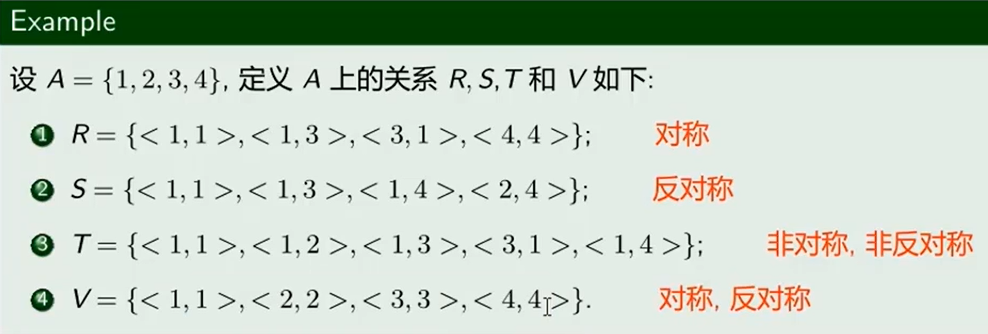 Example
设 A = {1, 2, 3, 4}, 定义 A 上的关系 R, S, T 和 V 如下:
1 R = {< 1, 1 >, < 1, 3 >, < 3, 1 >, < 4, 4 >}; 对称
2 S = {< 1, 1 >, < 1, 3 >, < 1, 4 >, < 2, 4 >}; 反对称
3 T = {< 1, 1 >, < 1, 2 >, < 1, 3 >, < 3, 1 >, < 1, 4 >}; 非对称, 非反对称
4 V = {< 1, 1 >, < 2, 2 >, < 3, 3 >, < 4, 4 >}. 对称, 反对称